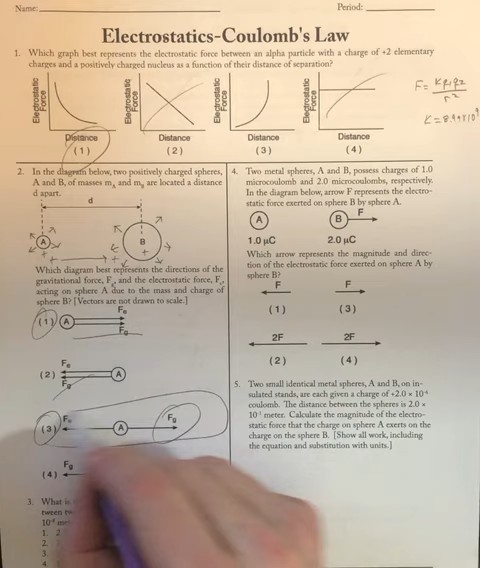 Name:
Period:
Electrostatics-Coulomb's Law
1. Which graph best represents the electrostatic force between an alpha particle with a charge of +2 elementary
charges and a positively charged nucleus as a function of their distance of separation?
Electrostatic Force
Electrostatic Force
Electrostatic Force
Electrostatic Force
Distance
Distance
Distance
Distance
(1)
(2)
(3)
(4)
F = K q1 q2 / r²
2. In the diagram below, two positively charged spheres,
A and B, of masses mA and mB are located a distance
d apart.
d
A
B
+ +
+
Which diagram best represents the directions of the
gravitational force, Fg, and the electrostatic force, Fe,
acting on sphere A due to the mass and charge of
sphere B? [Vectors are not drawn to scale.]
(1) A Fe
Fg
(2) Fe A
Fg
(3) Fe A Fg
(4) Fg
3. What is
tween
1. 2
2.
3.
4.
4. Two metal spheres, A and B, possess charges of 1.0
microcoulomb and 2.0 microcoulombs, respectively.
In the diagram below, arrow F represents the electro-
static force exerted on sphere B by sphere A.
A
B F
1.0 μC
2.0 μC
Which arrow represents the magnitude and direc-
tion of the electrostatic force exerted on sphere A by
sphere B?
F
F
(1)
(3)
2F
2F
(2)
(4)
5. Two small identical metal spheres, A and B, on in-
sulated stands, are each given a charge of +2.0 × 10⁻⁶
coulomb. The distance between the spheres is 2.0 ×
10⁻¹ meter. Calculate the magnitude of the electro-
static force that the charge on sphere A exerts on the
charge on the sphere B. [Show all work, including
the equation and substitution with units.]